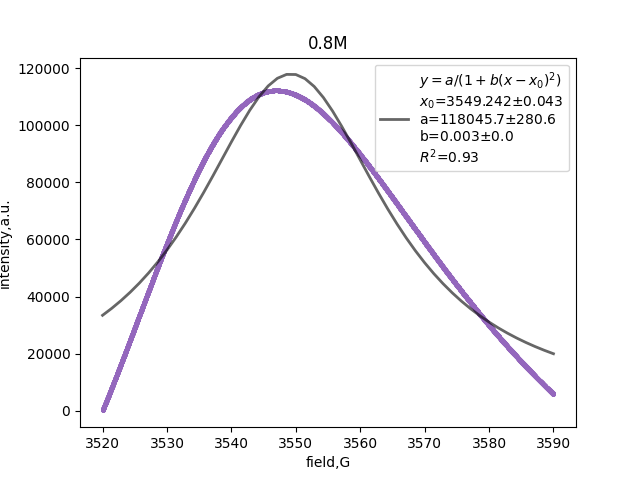 0.8M
120000
100000
80000
60000
40000
20000
0
intensity,a.u.
y = a/(1 + b(x − x₀)²)
x₀=3549.242±0.043
a=118045.7±280.6
b=0.003±0.0
R²=0.93
3520 3530 3540 3550 3560 3570 3580 3590
field,G